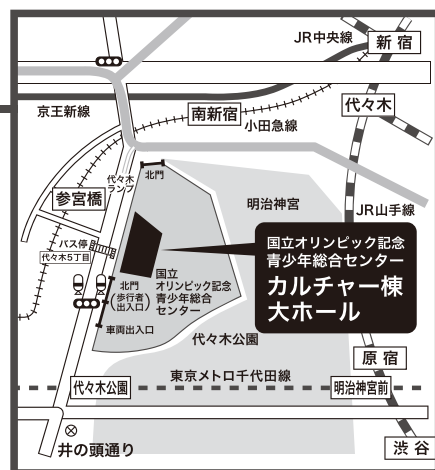 JR中央線
新宿
京王新線
南新宿
小田急線
代々木
代々木
ランプ
北門
参宮橋
明治神宮
JR山手線
バス停
代々木5丁目
国立オリンピック記念
青少年総合センター
カルチャー棟
大ホール
国立
オリンピック記念
青少年総合
センター
北門
(歩行者
出入口)
車両出入口
代々木公園
原宿
東京メトロ千代田線
代々木公園
明治神宮前
井の頭通り
渋谷